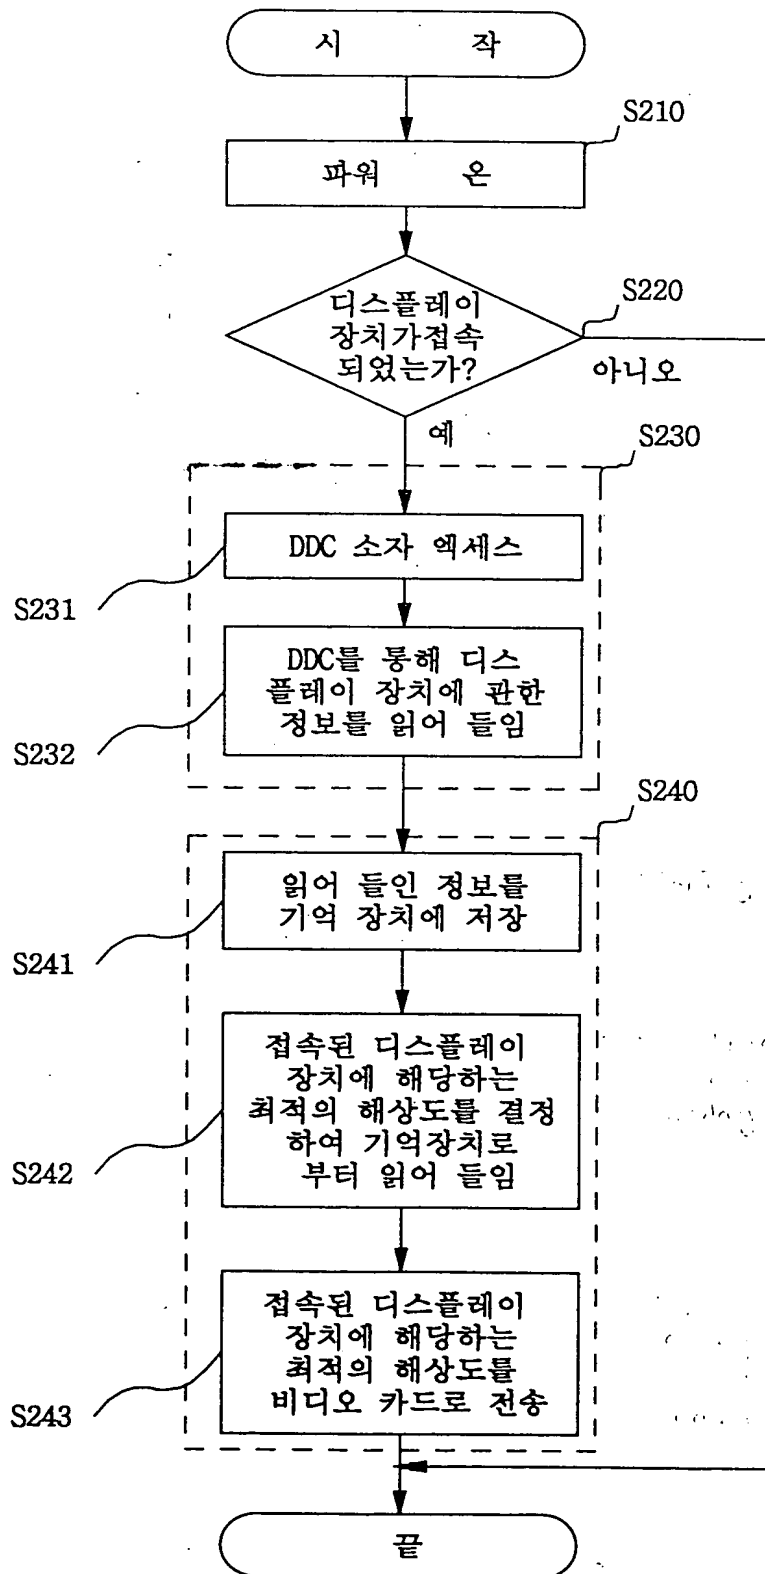 시 작
S210
파워 온
S220
디스플레이
장치가접속
되었는가?
아니오
예
S230
DDC 소자 엑세스
S231
DDC를 통해 디스
플레이 장치에 관한
정보를 읽어 들임
S232
S240
읽어 들인 정보를
기억 장치에 저장
S241
접속된 디스플레이
장치에 해당하는
최적의 해상도를 결정
하여 기억장치로
부터 읽어 들임
S242
접속된 디스플레이
장치에 해당하는
최적의 해상도를
비디오 카드로 전송
S243
끝